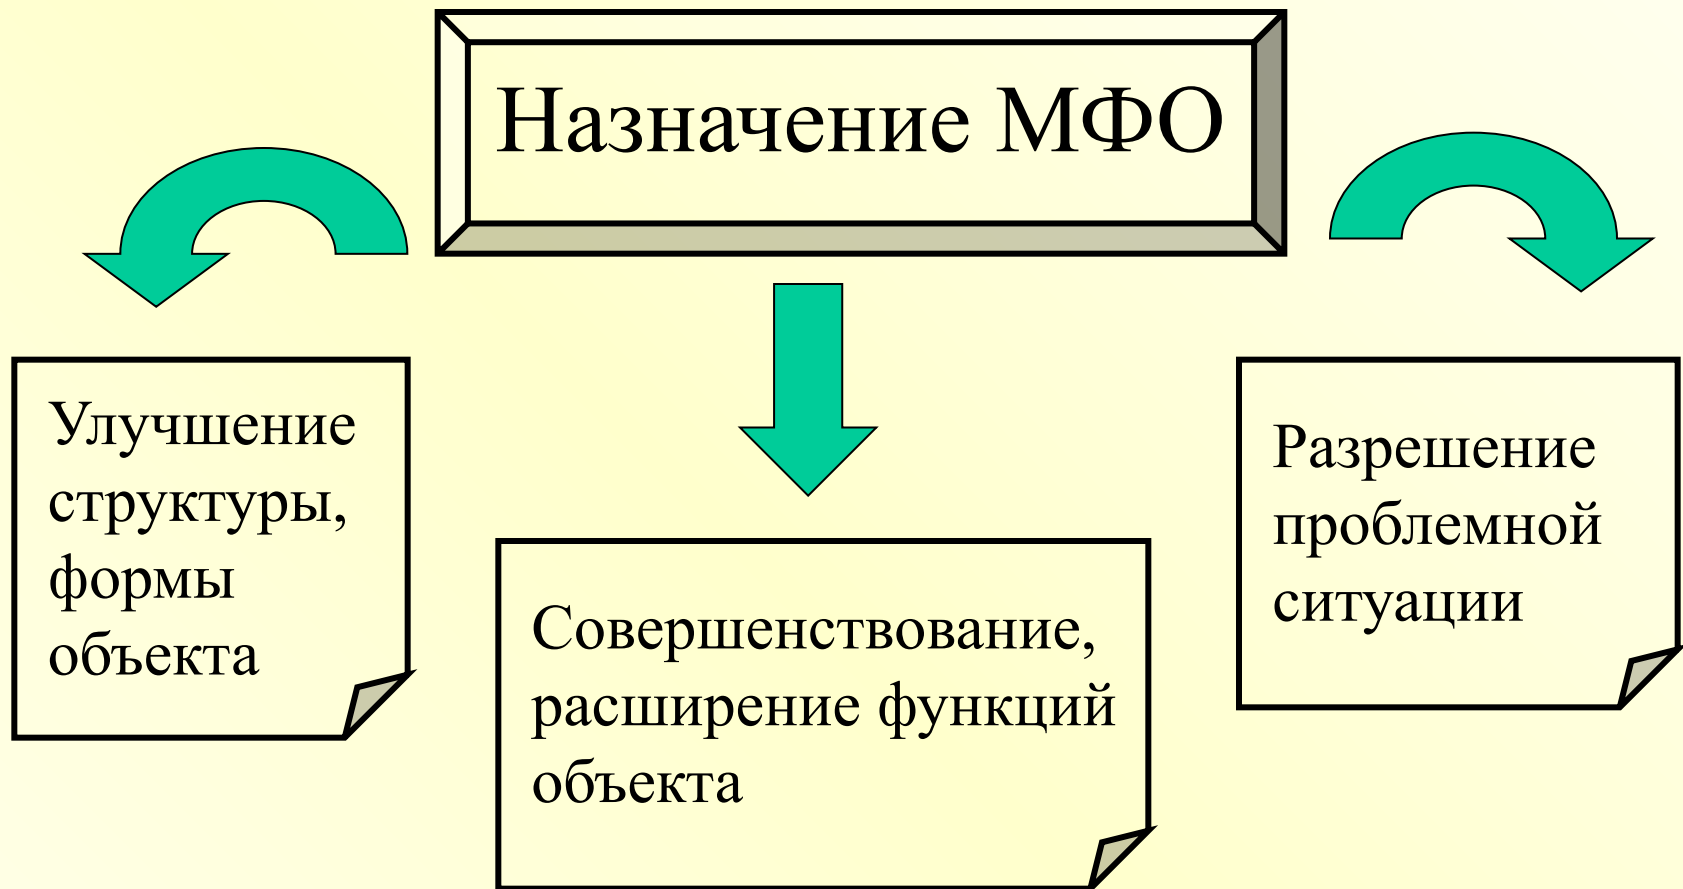 Назначение МФО
Улучшение
структуры,
формы
объекта
Совершенствование,
расширение функций
объекта
Разрешение
проблемной
ситуации